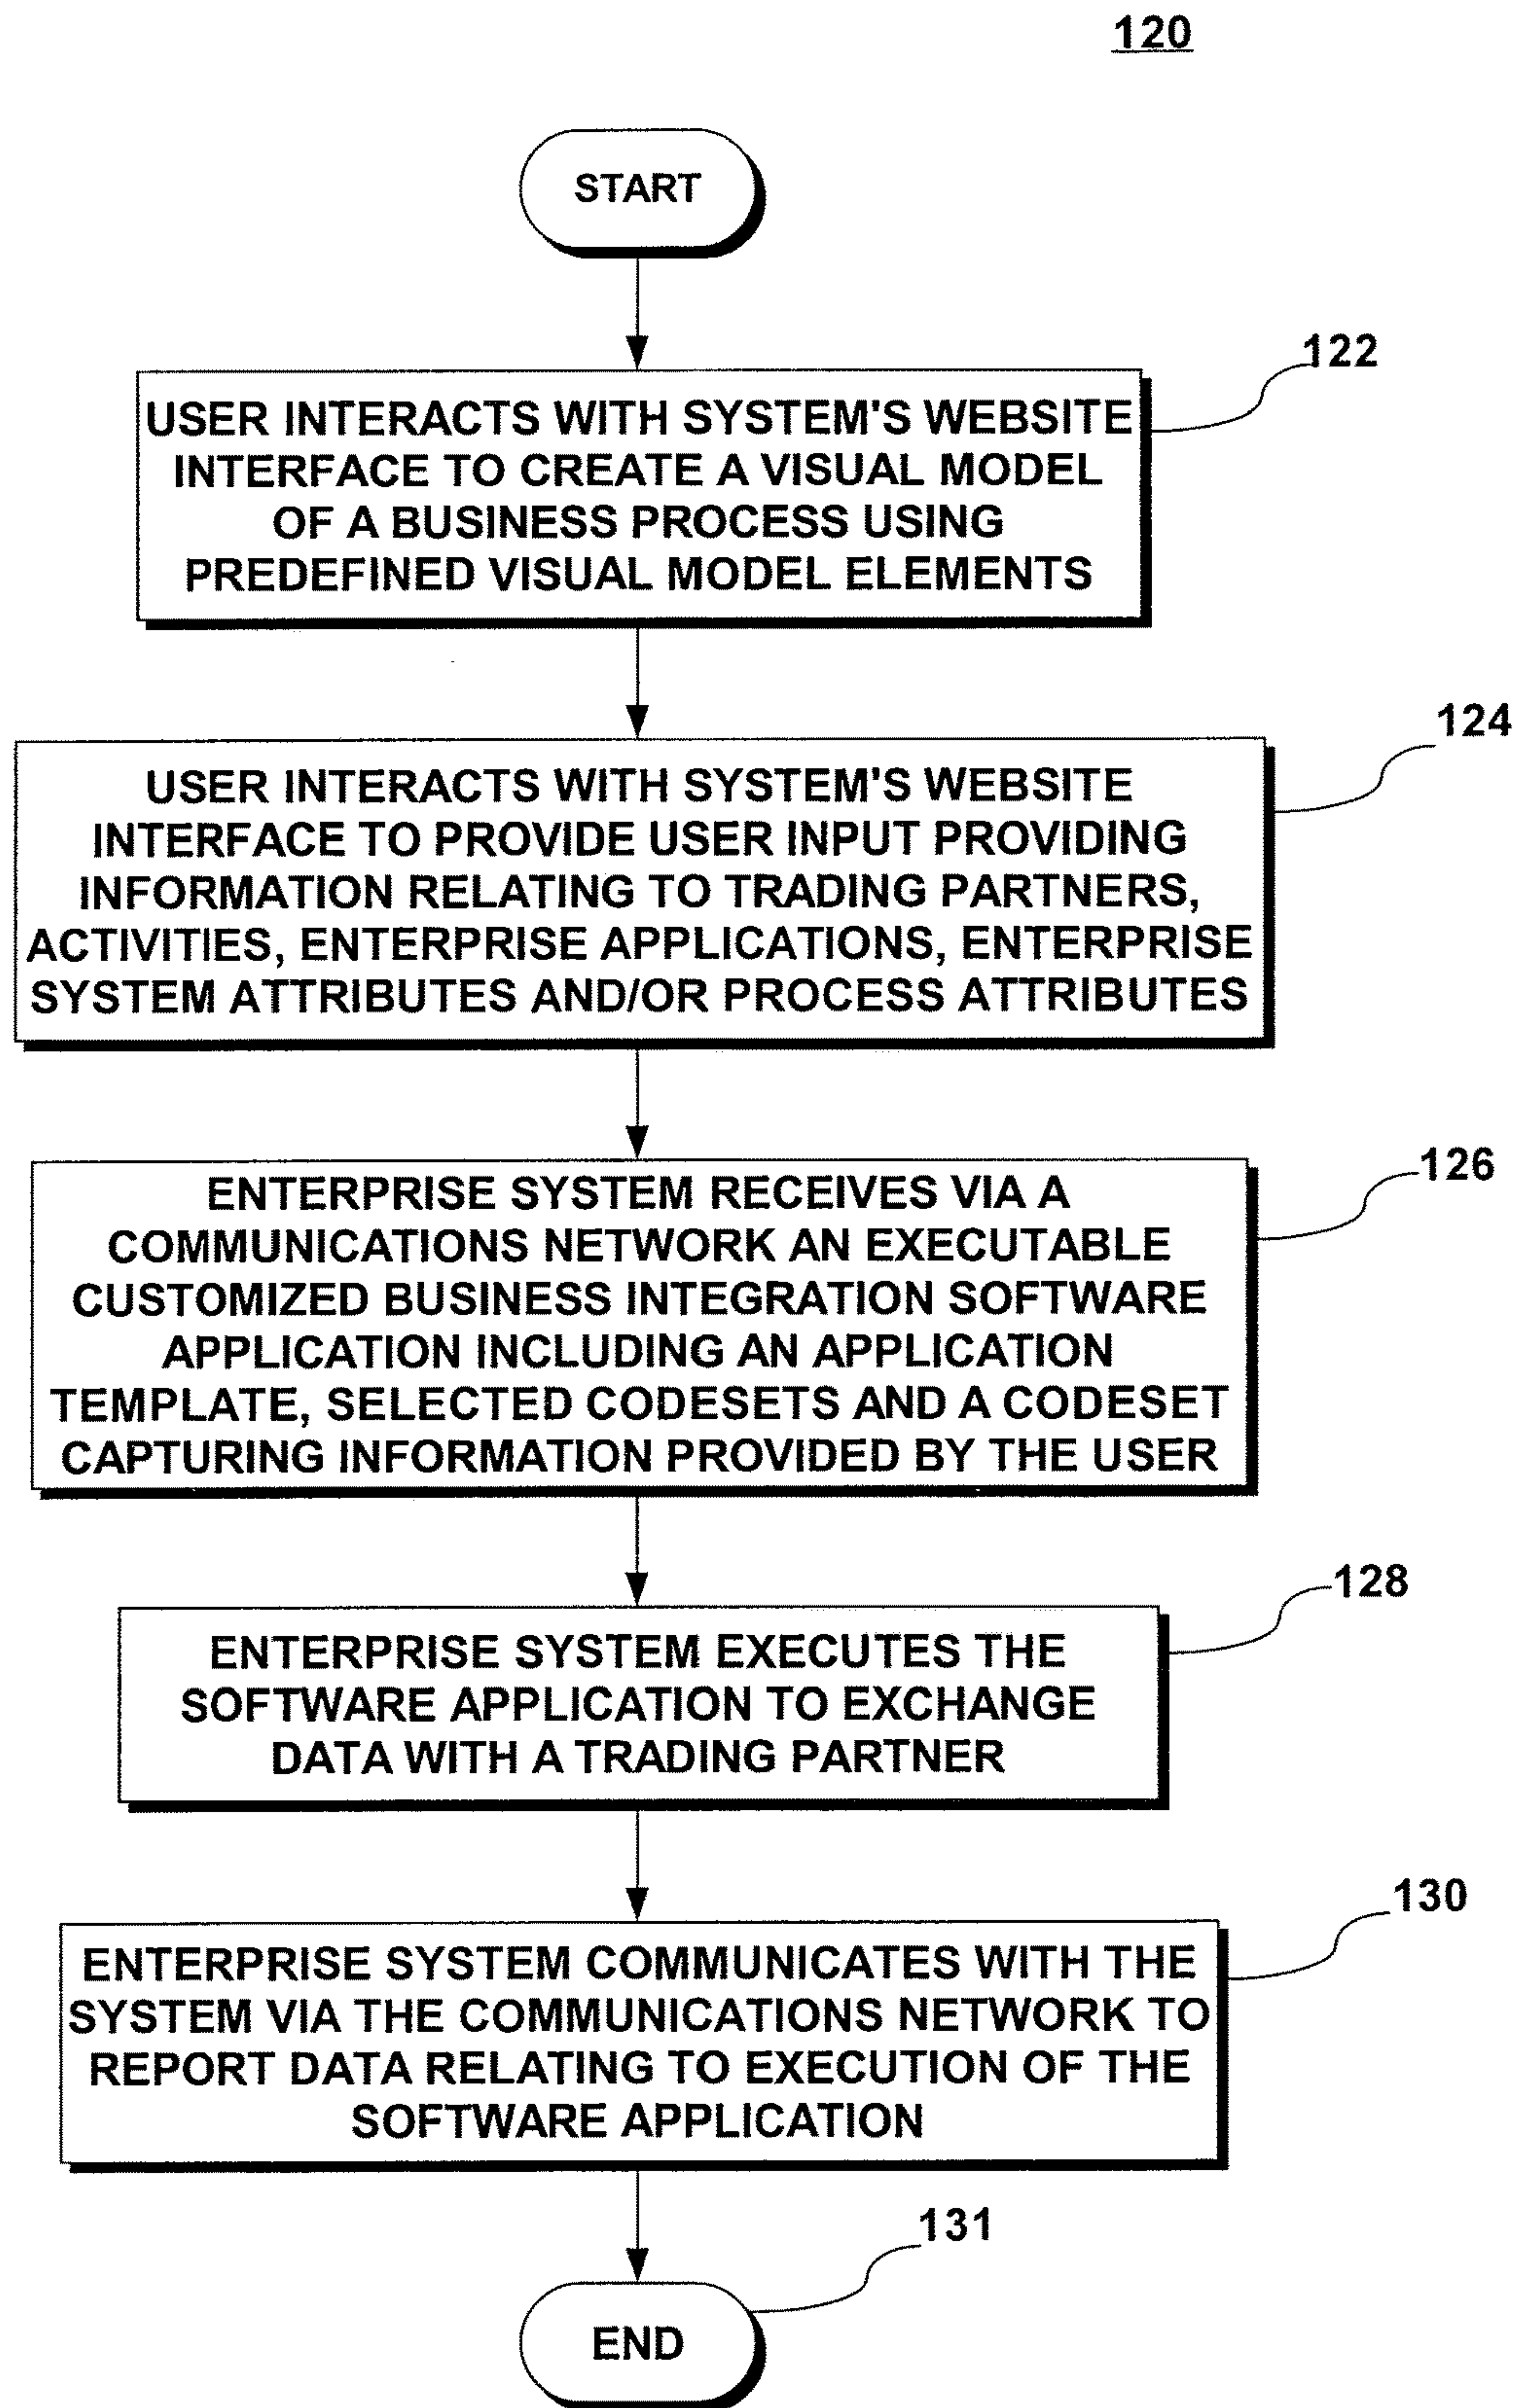 120
START
122
USER INTERACTS WITH SYSTEM'S WEBSITE
INTERFACE TO CREATE A VISUAL MODEL
OF A BUSINESS PROCESS USING
PREDEFINED VISUAL MODEL ELEMENTS
124
USER INTERACTS WITH SYSTEM'S WEBSITE
INTERFACE TO PROVIDE USER INPUT PROVIDING
INFORMATION RELATING TO TRADING PARTNERS,
ACTIVITIES, ENTERPRISE APPLICATIONS, ENTERPRISE
SYSTEM ATTRIBUTES AND/OR PROCESS ATTRIBUTES
126
ENTERPRISE SYSTEM RECEIVES VIA A
COMMUNICATIONS NETWORK AN EXECUTABLE
CUSTOMIZED BUSINESS INTEGRATION SOFTWARE
APPLICATION INCLUDING AN APPLICATION
TEMPLATE, SELECTED CODESETS AND A CODESET
CAPTURING INFORMATION PROVIDED BY THE USER
128
ENTERPRISE SYSTEM EXECUTES THE
SOFTWARE APPLICATION TO EXCHANGE
DATA WITH A TRADING PARTNER
130
ENTERPRISE SYSTEM COMMUNICATES WITH THE
SYSTEM VIA THE COMMUNICATIONS NETWORK TO
REPORT DATA RELATING TO EXECUTION OF THE
SOFTWARE APPLICATION
131
END